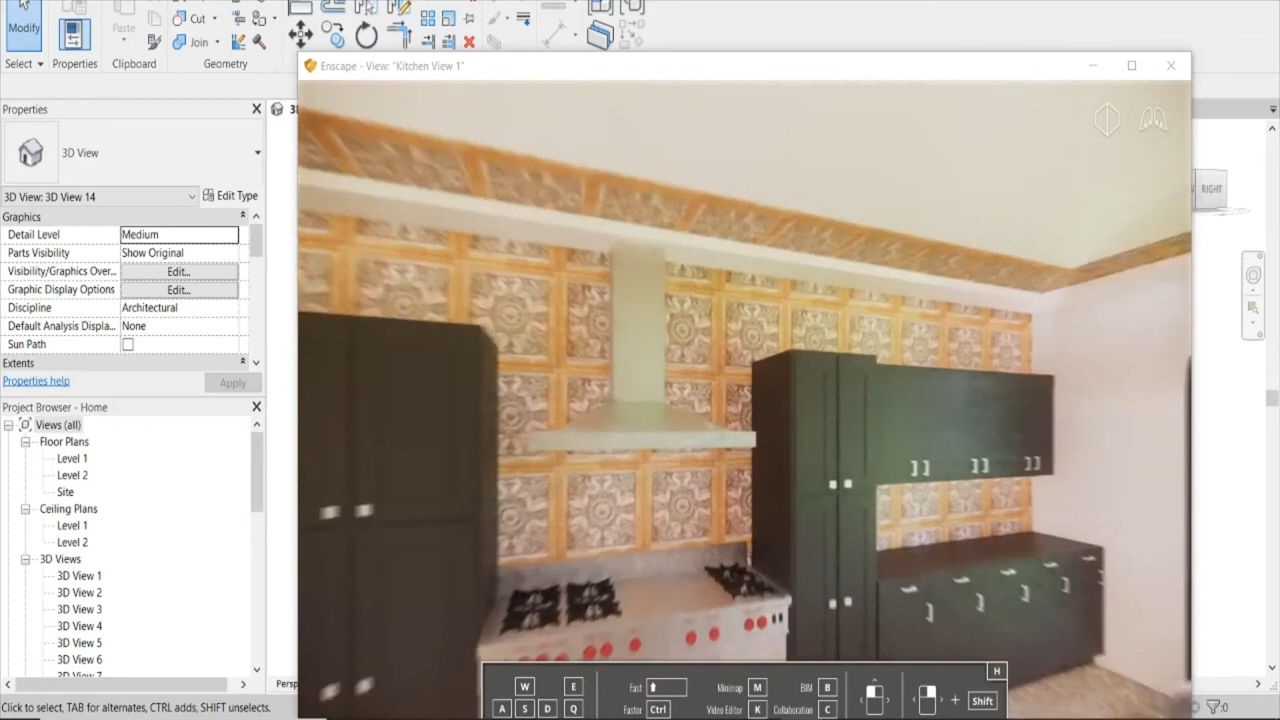 Modify
Cut
Paste
Join
Select
Properties
Clipboard
Geometry
Enscape - View: "Kitchen View 1"
Properties
3D View
3D View: 3D View 14
Edit Type
Graphics
Detail Level
Medium
Parts Visibility
Show Original
Visibility/Graphics Over...
Edit...
Graphic Display Options
Edit...
Discipline
Architectural
Default Analysis Displa...
None
Sun Path
Extents
Properties help
Apply
Project Browser - Home
Views (all)
Floor Plans
Level 1
Level 2
Site
Ceiling Plans
Level 1
Level 2
3D Views
3D View 1
3D View 2
3D View 3
3D View 4
3D View 5
3D View 6
Click to select, TAB for alternates, CTRL adds, SHIFT unselects.
RIGHT
H
W E
A S D Q
Fast
Faster Ctrl
Minimap M
Video Editor K
BIM B
Collaboration C
+ Shift
:0